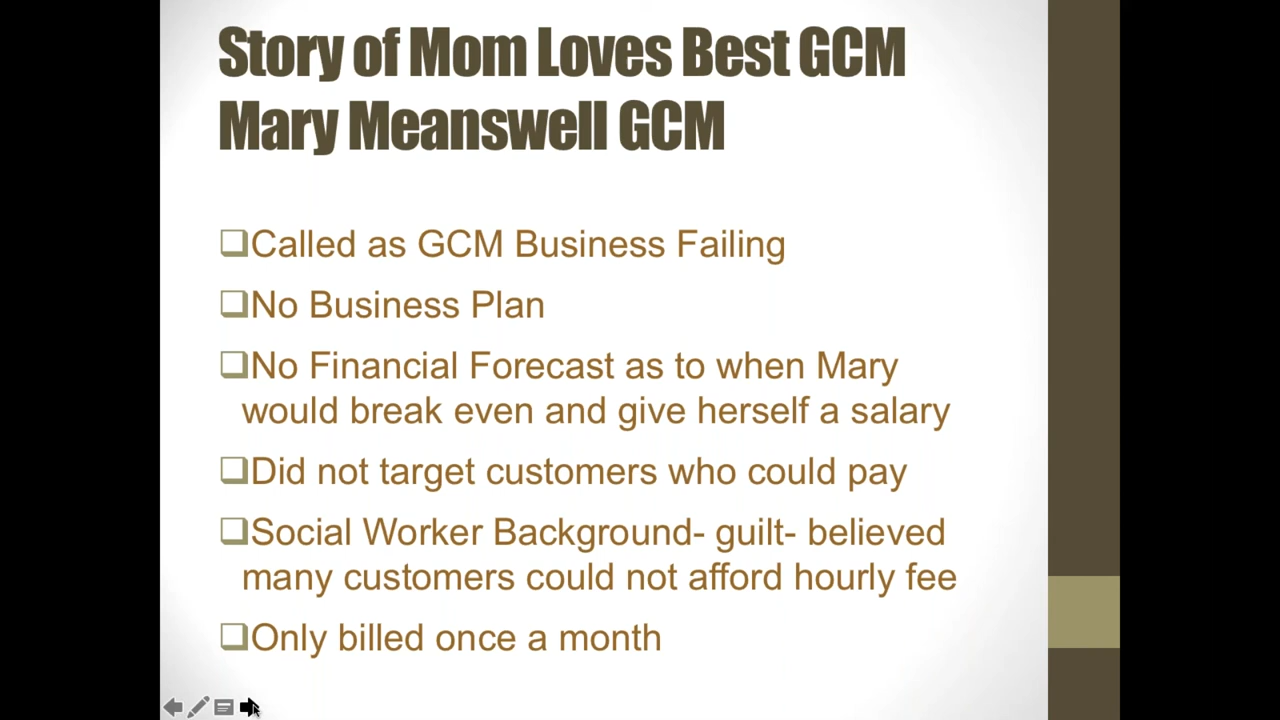 Story of Mom Loves Best GCM
Mary Meanswell GCM
Called as GCM Business Failing
No Business Plan
No Financial Forecast as to when Mary
would break even and give herself a salary
Did not target customers who could pay
Social Worker Background- guilt- believed
many customers could not afford hourly fee
Only billed once a month